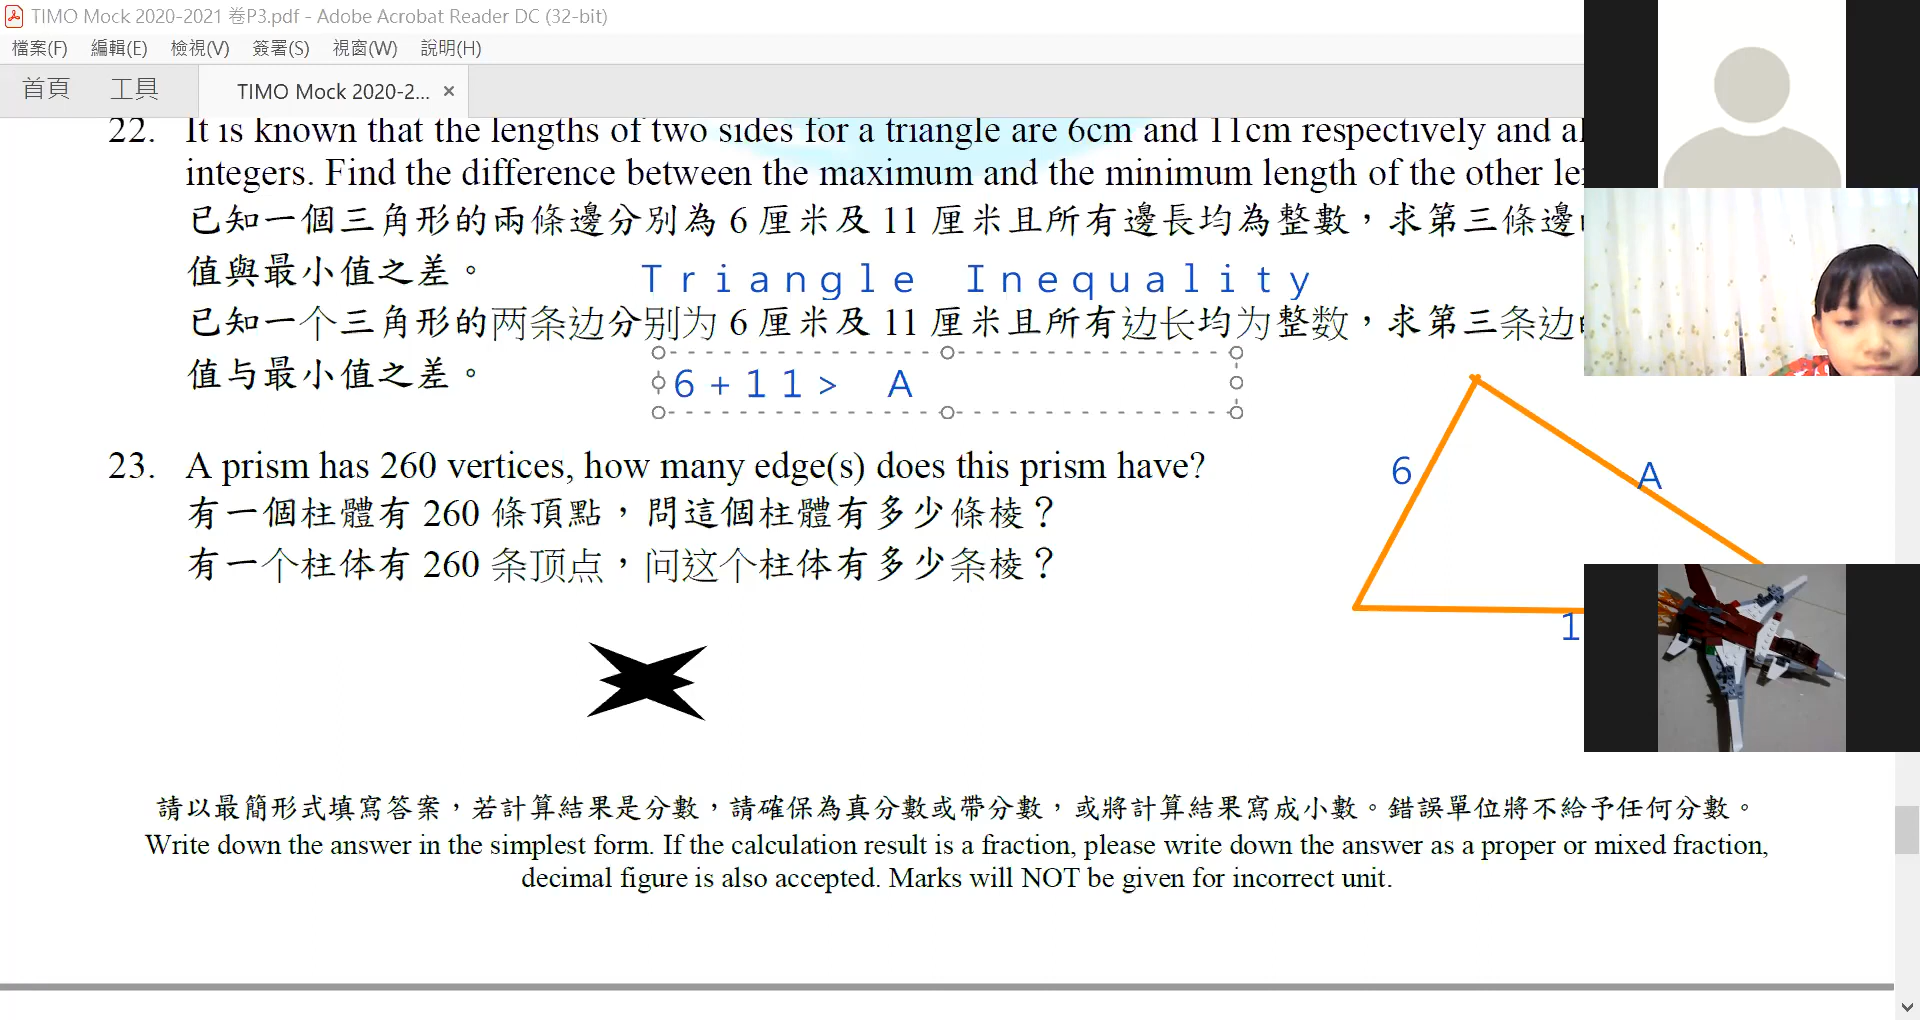 TIMO Mock 2020-2021 卷P3.pdf - Adobe Acrobat Reader DC (32-bit)
檔案(F) 編輯(E) 檢視(V) 簽署(S) 視窗(W) 說明(H)
首頁 工具 TIMO Mock 2020-2... ×
22. It is known that the lengths of two sides for a triangle are 6cm and 11cm respectively and
integers. Find the difference between the maximum and the minimum length of the other
已知一個三角形的兩條邊分別為 6 厘米及 11 厘米且所有邊長均為整數，求第三條邊
值與最小值之差。
Triangle Inequality
已知一个三角形的两条边分别为 6 厘米及 11 厘米且所有边长均为整数，求第三条边
值与最小值之差。
6+11> A
6
A
1
23. A prism has 260 vertices, how many edge(s) does this prism have?
有一個柱體有 260 條頂點，問這個柱體有多少條棱？
有一个柱体有 260 条顶点，问这个柱体有多少条棱？
請以最簡形式填寫答案，若計算結果是分數，請確保為真分數或帶分數，或將計算結果寫成小數。錯誤單位將不給予任何分數。
Write down the answer in the simplest form. If the calculation result is a fraction, please write down the answer as a proper or mixed fraction,
decimal figure is also accepted. Marks will NOT be given for incorrect unit.